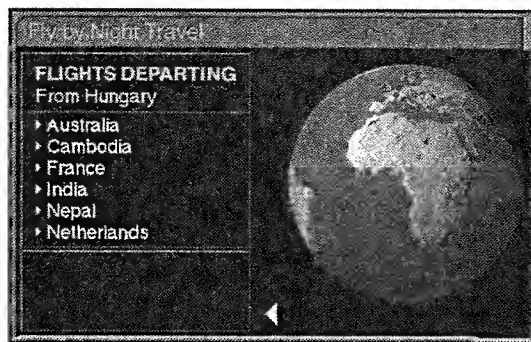 Fly by Night Travel
FLIGHTS DEPARTING
From Hungary
Australia
Cambodia
France
India
Nepal
Netherlands